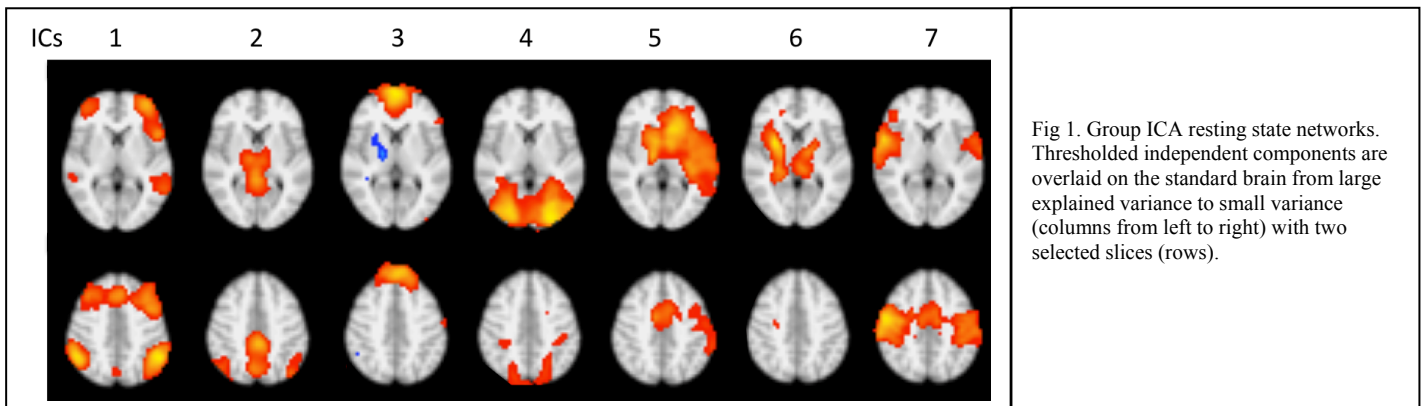 ICs 1 2 3 4 5 6 7
Fig 1. Group ICA resting state networks.
Thresholded independent components are
overlaid on the standard brain from large
explained variance to small variance
(columns from left to right) with two
selected slices (rows).